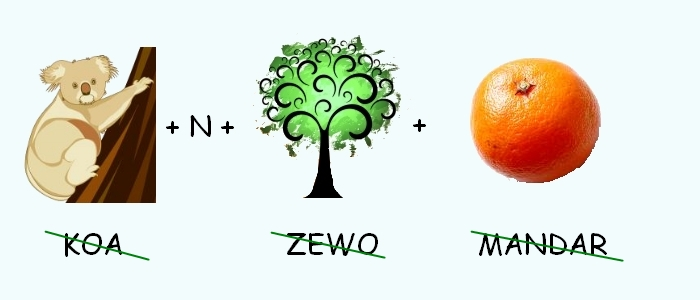 + N + +
KOA ZEWO MANDAR